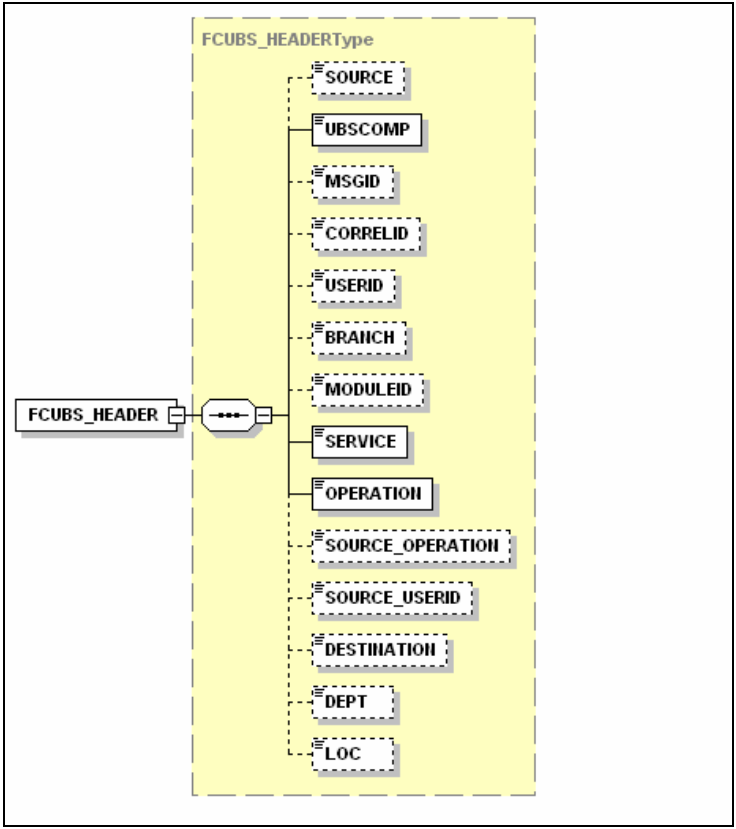 FCUBS_HEADERType
SOURCE
UBSCOMP
MSGID
CORRELID
USERID
BRANCH
MODULEID
FCUBS_HEADER
SERVICE
OPERATION
SOURCE_OPERATION
SOURCE_USERID
DESTINATION
DEPT
LOC